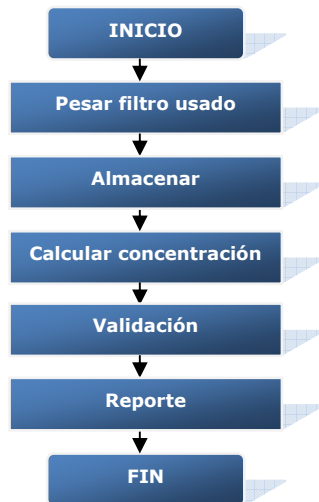 INICIO
Pesar filtro usado
Almacenar
Calcular concentración
Validación
Reporte
FIN